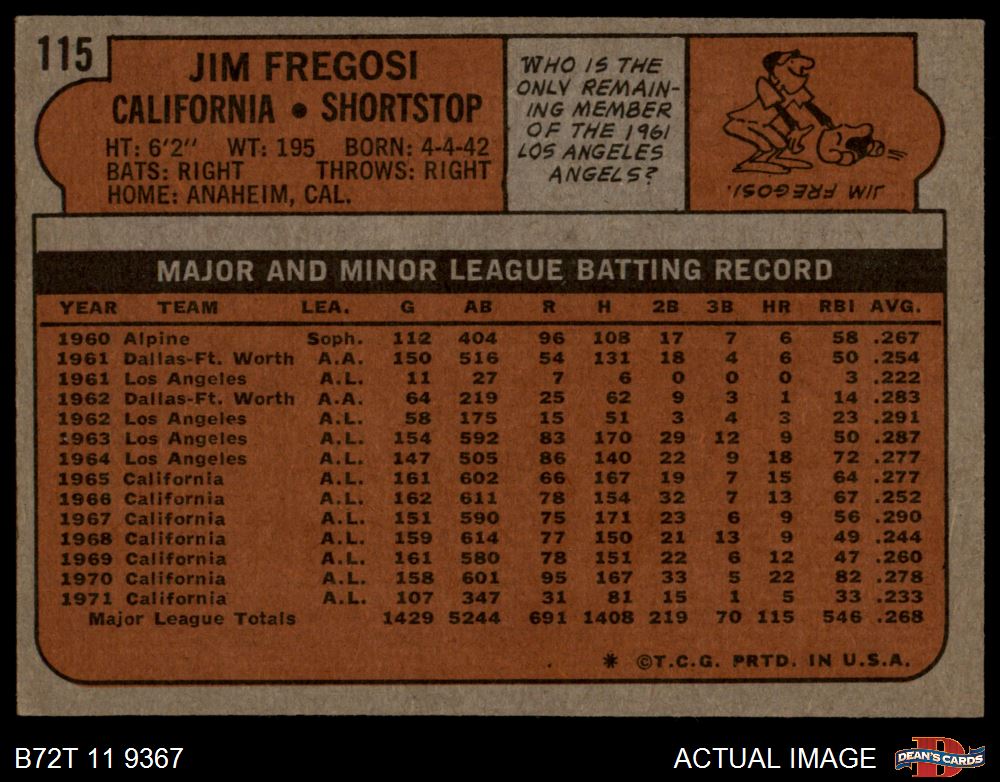 115
JIM FREGOSI
CALIFORNIA • SHORTSTOP
HT: 6'2" WT: 195 BORN: 4-4-42
BATS: RIGHT THROWS: RIGHT
HOME: ANAHEIM, CAL.
WHO IS THE
ONLY REMAIN-
ING MEMBER
OF THE 1961
LOS ANGELES
ANGELS?
JIM FREGOSI.
MAJOR AND MINOR LEAGUE BATTING RECORD
YEAR TEAM LEA. G AB R H 2B 3B HR RBI AVG.
1960 Alpine Soph. 112 404 96 108 17 7 6 58 .267
1961 Dallas-Ft. Worth A.A. 150 516 54 131 18 4 6 50 .254
1961 Los Angeles A.L. 11 27 7 6 0 0 0 3 .222
1962 Dallas-Ft. Worth A.A. 64 219 25 62 9 3 1 14 .283
1962 Los Angeles A.L. 58 175 15 51 3 4 3 23 .291
1963 Los Angeles A.L. 154 592 83 170 29 12 9 50 .287
1964 Los Angeles A.L. 147 505 86 140 22 9 18 72 .277
1965 California A.L. 161 602 66 167 19 7 15 64 .277
1966 California A.L. 162 611 78 154 32 7 13 67 .252
1967 California A.L. 151 590 75 171 23 6 9 56 .290
1968 California A.L. 159 614 77 150 21 13 9 49 .244
1969 California A.L. 161 580 78 151 22 6 12 47 .260
1970 California A.L. 158 601 95 167 33 5 22 82 .278
1971 California A.L. 107 347 31 81 15 1 5 33 .233
Major League Totals 1429 5244 691 1408 219 70 115 546 .268
* ©T.C.G. PRTD. IN U.S.A.
B72T 11 9367
ACTUAL IMAGE
D
DEAN'S CARDS